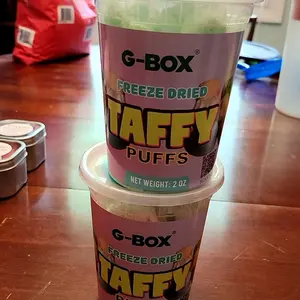 G-BOX®
FREEZE DRIED
TAFFY
PUFFS
NET WEIGHT: 2 OZ
G-BOX®
FREEZE DRIED
TAFFY